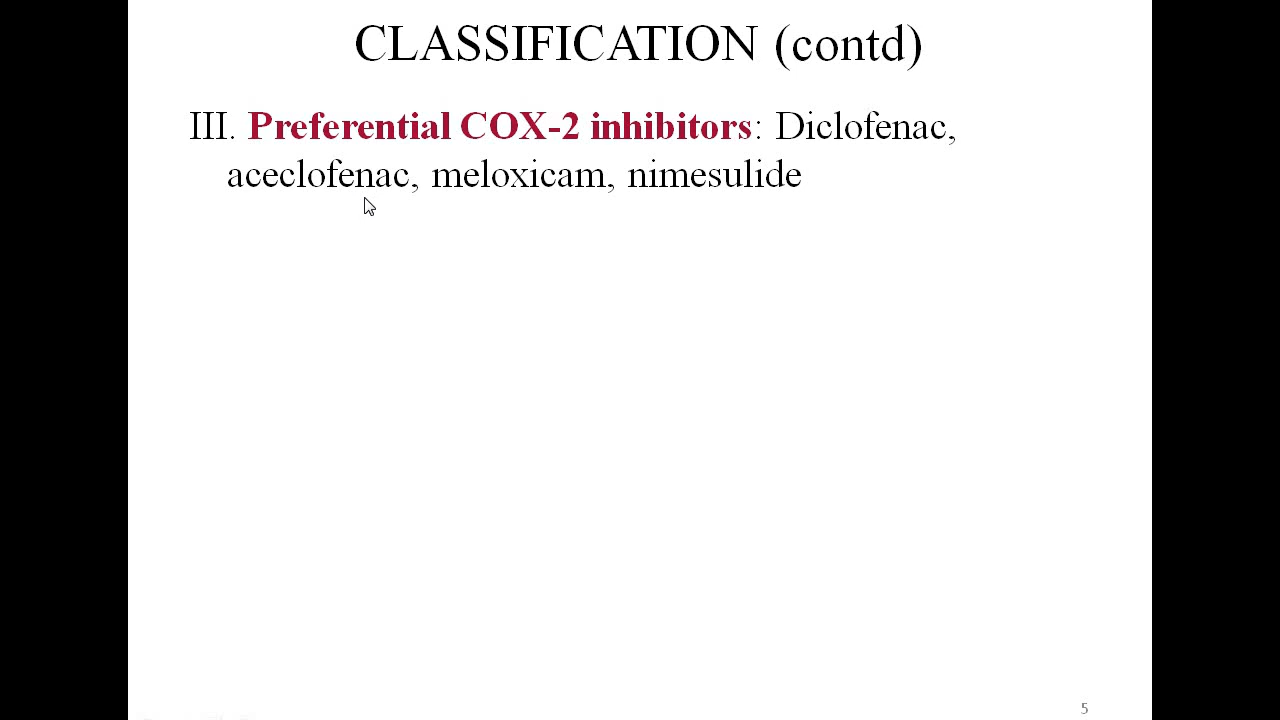 CLASSIFICATION (contd)
III. Preferential COX-2 inhibitors: Diclofenac,
aceclofenac, meloxicam, nimesulide
5